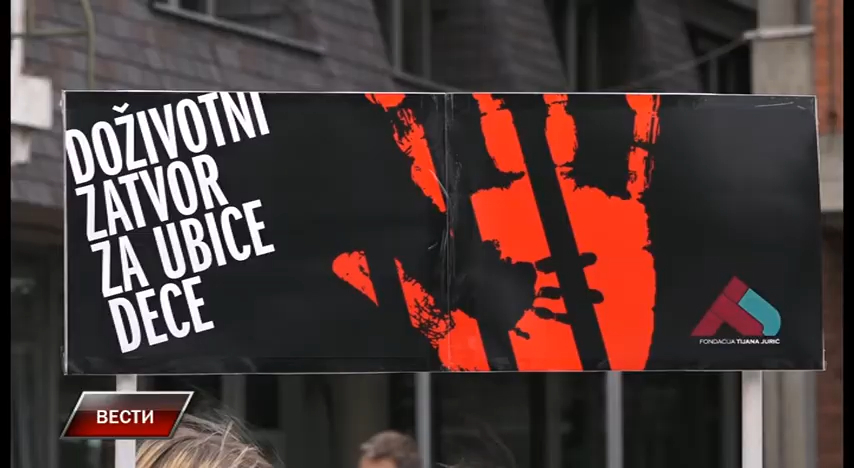 DOŽIVOTNI
ZATVOR
ZA UBICE
DECE
FONDACIJA TIJANA JURIĆ
ВЕСТИ